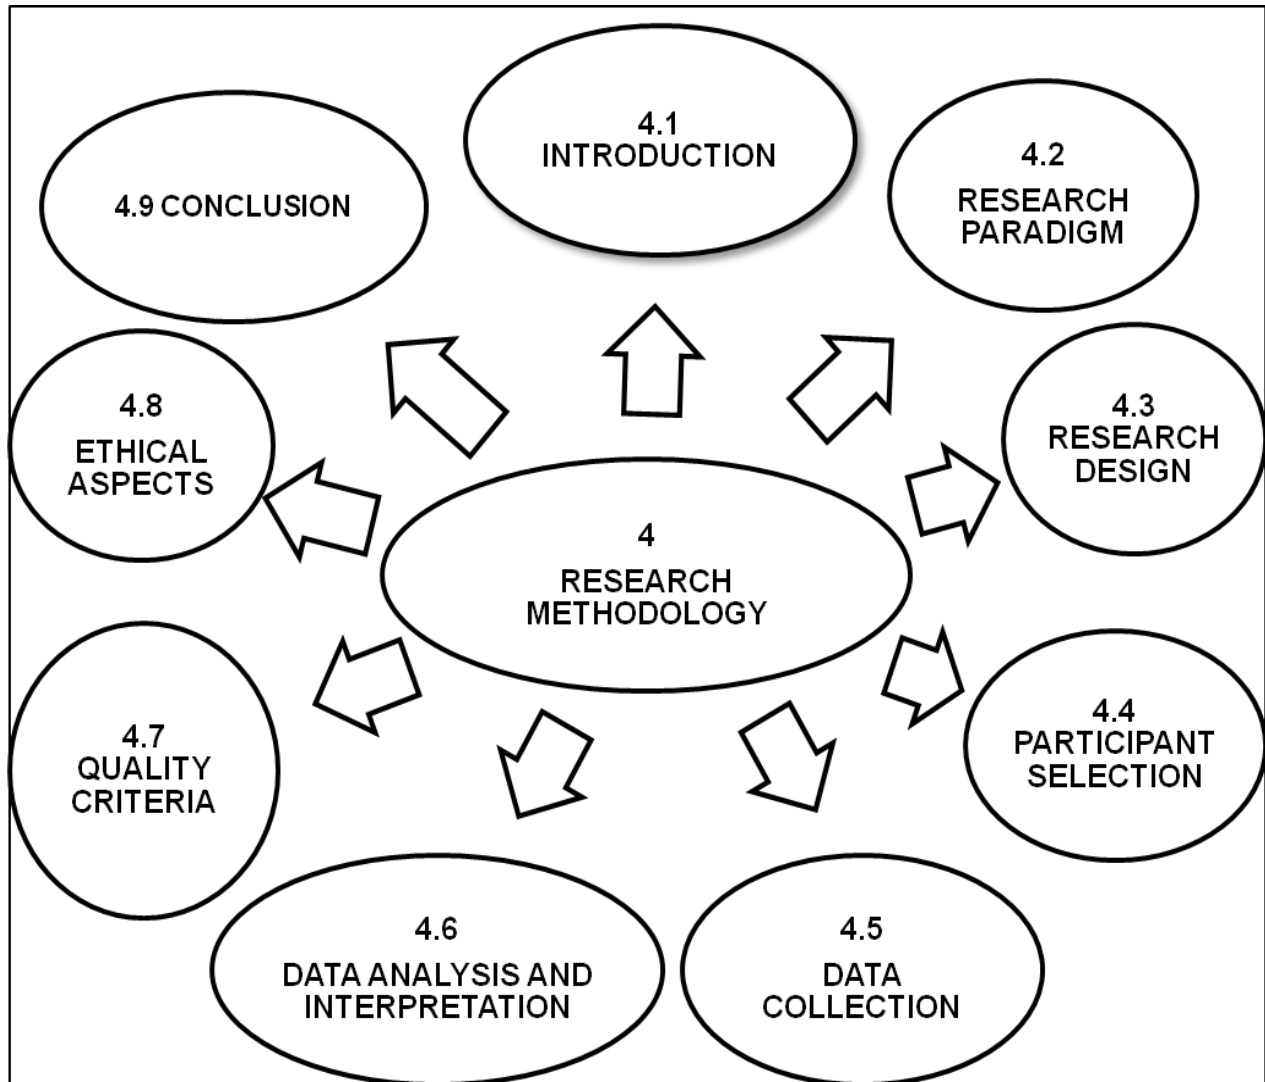 4.1
INTRODUCTION
4.2
RESEARCH
PARADIGM
4.3
RESEARCH
DESIGN
4.4
PARTICIPANT
SELECTION
4.5
DATA
COLLECTION
4.6
DATA ANALYSIS AND
INTERPRETATION
4.7
QUALITY
CRITERIA
4.8
ETHICAL
ASPECTS
4.9 CONCLUSION
4
RESEARCH
METHODOLOGY